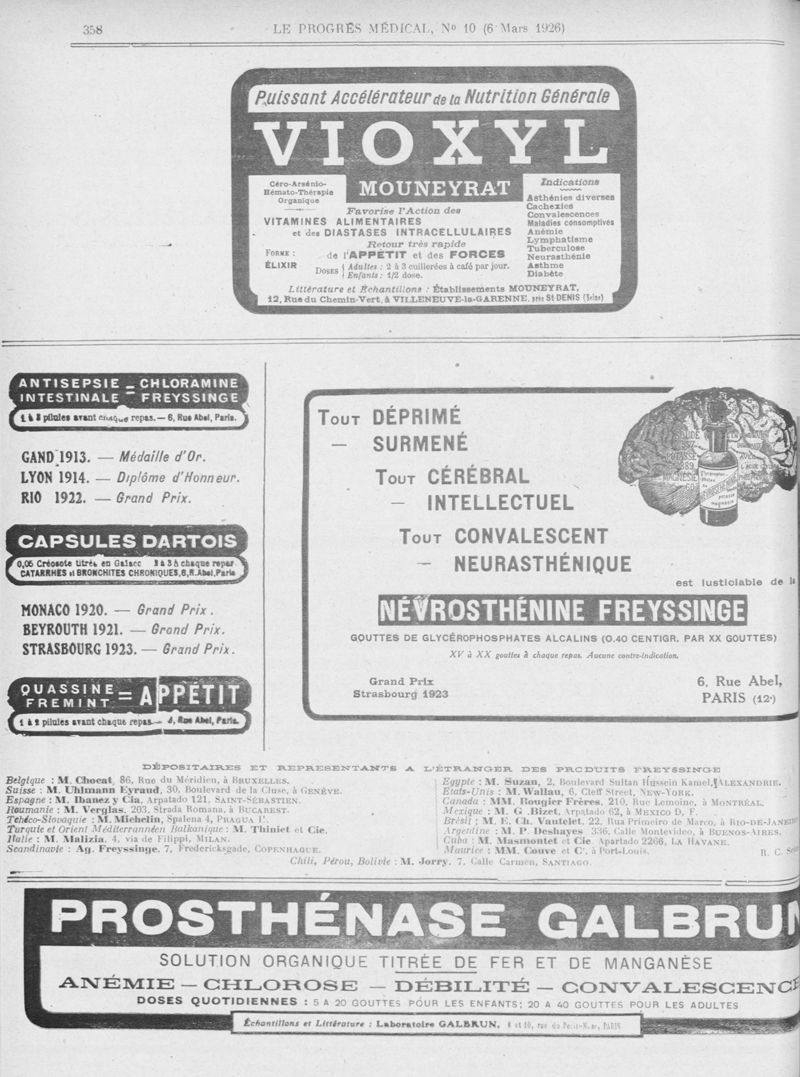 358
LE PROGRÈS MÉDICAL, No 10 (6 Mars 1926)
Puissant Accélérateur de la Nutrition Générale
VIOXYL
MOUNEYRAT
Céro-Arsénio-
Hémato-Thérapie
Organique
Favorise l'Action des
VITAMINES ALIMENTAIRES
et des DIASTASES INTRACELLULAIRES
Retour très rapide
de l'APPÉTIT et des FORCES
FORME :
ÉLIXIR
DOSES { Adultes : 2 à 3 cuillerées à café par jour.
Enfants : 1/2 dose.
Indications
Asthénies diverses
Cachexies
Convalescences
Maladies consomptives
Anémie
Lymphatisme
Tuberculose
Neurasthénie
Asthme
Diabète
Littérature et Échantillons : Établissements MOUNEYRAT,
12, Rue du Chemin-Vert, à VILLENEUVE-la-GARENNE, près St-DENIS (Seine)
ANTISEPSIE – CHLORAMINE
INTESTINALE – FREYSSINGE
1 à 3 pilules avant chaque repas. — 6, Rue Abel, Paris.
GAND 1913. — Médaille d'Or.
LYON 1914. — Diplôme d'Honneur.
RIO 1922. — Grand Prix.
CAPSULES DARTOIS
0,05 Créosote titrée en Gaïacol 2 à 3 à chaque repas
CATARRHES et BRONCHITES CHRONIQUES, 6, R. Abel, Paris
MONACO 1920. — Grand Prix.
BEYROUTH 1921. — Grand Prix.
STRASBOURG 1923. — Grand Prix.
QUASSINE
FREMINT = APPÉTIT
1 à 2 pilules avant chaque repas.— 6, Rue Abel, Paris.
TOUT DÉPRIMÉ
— SURMENÉ
TOUT CÉRÉBRAL
— INTELLECTUEL
TOUT CONVALESCENT
— NEURASTHÉNIQUE
est justiciable de la
NÉVROSTHÉNINE FREYSSINGE
GOUTTES DE GLYCÉROPHOSPHATES ALCALINS (0.40 CENTIGR. PAR XX GOUTTES)
XV à XX gouttes à chaque repas. Aucune contre-indication.
Grand Prix
Strasbourg 1923
6, Rue Abel,
PARIS (12e)
DÉPOSITAIRES ET REPRÉSENTANTS A L'ÉTRANGER DES PRODUITS FREYSSINGE
Belgique : M. Chocat, 86, Rue du Méridien, à BRUXELLES.
Suisse : M. Uhlmann Eyraud, 30, Boulevard de la Cluse, à GENÈVE.
Espagne : M. Ibanez y Cia, Arpatado 121, SAINT-SÉBASTIEN.
Roumanie : M. Verglas, 203, Strada Romana, à BUCAREST.
Tchéco-Slovaquie : M. Michelin, Spalena 4, PRAGUA II.
Turquie et Orient Méditerrannéen Balkanique : M. Thiniet et Cie.
Italie : M. Malizia, 4, via de Filippi, MILAN.
Scandinavie : Ag. Freyssinge, 7, Fredericksgade, COPENHAGUE.
Egypte : M. Suzan, 2, Boulevard Sultan Hussein Kamel, ALEXANDRIE.
Etats-Unis : M. Wallau, 6, Cleff Street, NEW-YORK.
Canada : MM. Rougier Frères, 210, Rue Lemoine, à MONTRÉAL.
Mexique : M. G. Bizet, Arpatado 62, à MEXICO D, F.
Brésil : M. E. Ch. Vautelet, 22, Rua Primeiro de Marco, à RIO-DE-JANEIRO
Argentine : M. P. Deshayes 336, Calle Montevideo, à BUENOS-AIRES.
Cuba : M. Masmontet et Cie, Apartado 2266, LA HAVANE.
Maurice : MM. Couve et Cie, à PORT-LOUIS.
R. C. Seine
Chili, Pérou, Bolivie : M. Jorry, 7, Calle Carmen, SANTIAGO.
PROSTHÉNASE GALBRUN
SOLUTION ORGANIQUE TITRÉE DE FER ET DE MANGANÈSE
ANÉMIE — CHLOROSE — DÉBILITÉ — CONVALESCENCE
DOSES QUOTIDIENNES : 5 A 20 GOUTTES POUR LES ENFANTS; 20 A 40 GOUTTES POUR LES ADULTES
Échantillons et Littérature : Laboratoire GALBRUN, 8 et 10, rue du Petit-Musc, PARIS